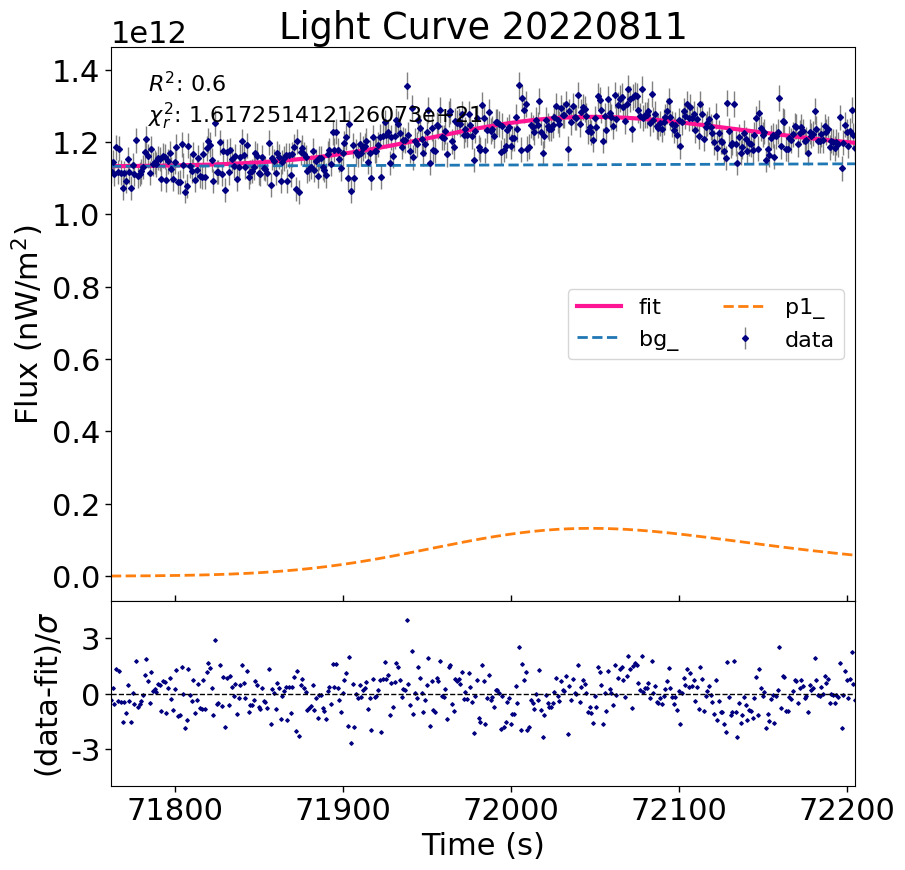 Light Curve 20220811
1e12
R²: 0.6
χ²ᵣ: 1.6172514121126073e+21
1.4
1.2
1.0
0.8
0.6
0.4
0.2
0.0
Flux (nW/m²)
fit
bg_
p1_
data
3
0
-3
(data-fit)/σ
71800 71900 72000 72100 72200
Time (s)